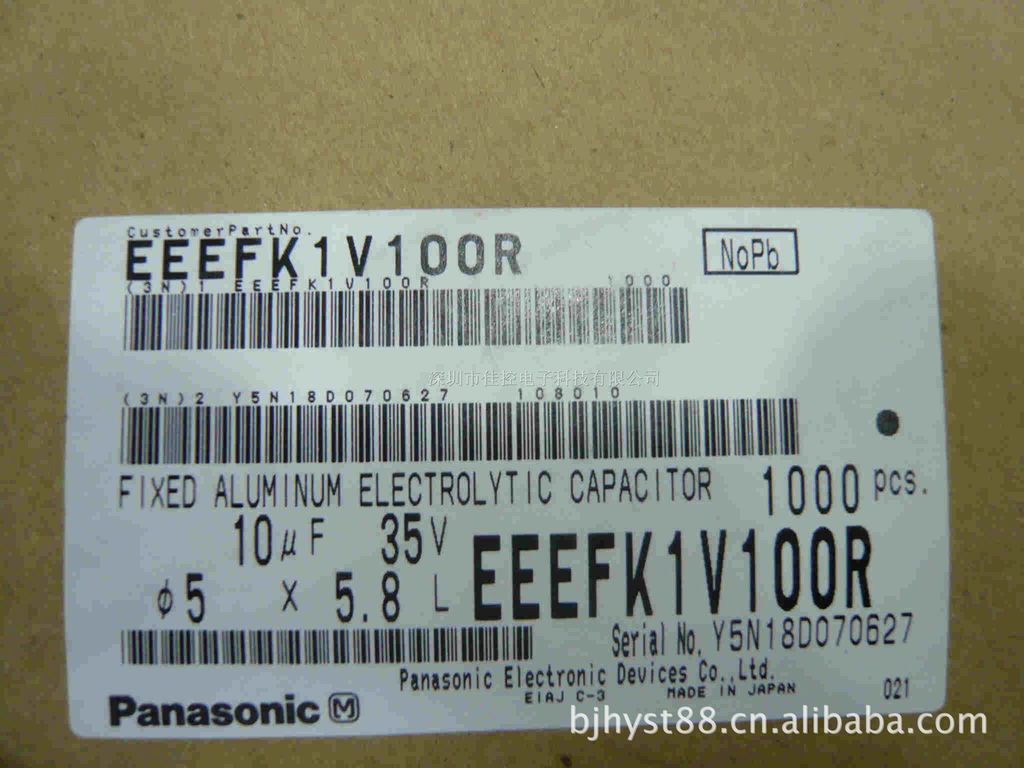 CustomerPartNo.
EEEFK1V100R
NoPb
(3N)1 EEEFK1V100R 1000
深圳市佳控电子科技有限公司
(3N)2 Y5N18D070627 108010
FIXED ALUMINUM ELECTROLYTIC CAPACITOR 1000 pcs.
10μF 35V
EEEFK1V100R
φ5 × 5.8 L
Serial No. Y5N18D070627
Panasonic Electronic Devices Co.,Ltd.
EIAJ C-3 MADE IN JAPAN 021
Panasonic M
bjhyst88.cn.alibaba.com